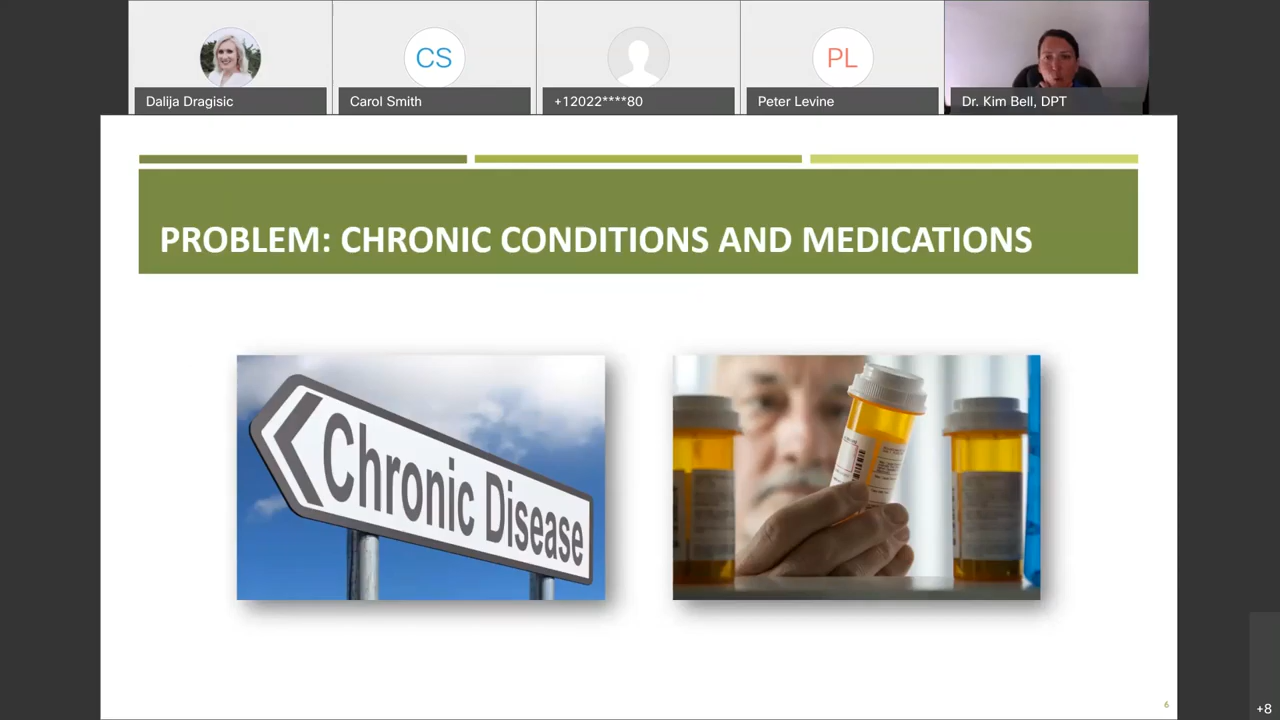 CS
PL
Dalija Dragisic
Carol Smith
+12022****80
Peter Levine
Dr. Kim Bell, DPT
PROBLEM: CHRONIC CONDITIONS AND MEDICATIONS
Chronic Disease
6
+8